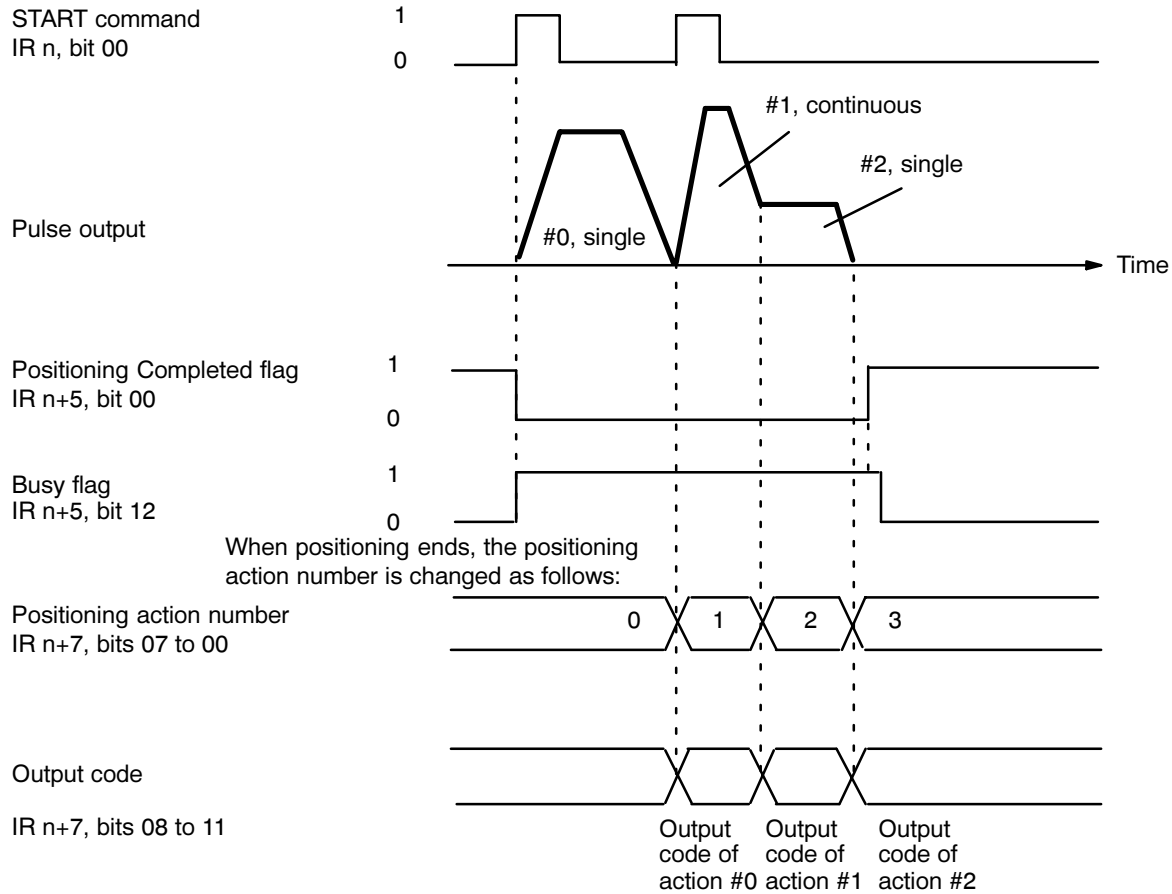 START command
IR n, bit 00
1
0
#1, continuous
#2, single
Pulse output
#0, single
Time
Positioning Completed flag
IR n+5, bit 00
1
0
Busy flag
IR n+5, bit 12
1
0
When positioning ends, the positioning
action number is changed as follows:
Positioning action number
IR n+7, bits 07 to 00
0
1
2
3
Output code
IR n+7, bits 08 to 11
Output
code of
action #0
Output
code of
action #1
Output
code of
action #2